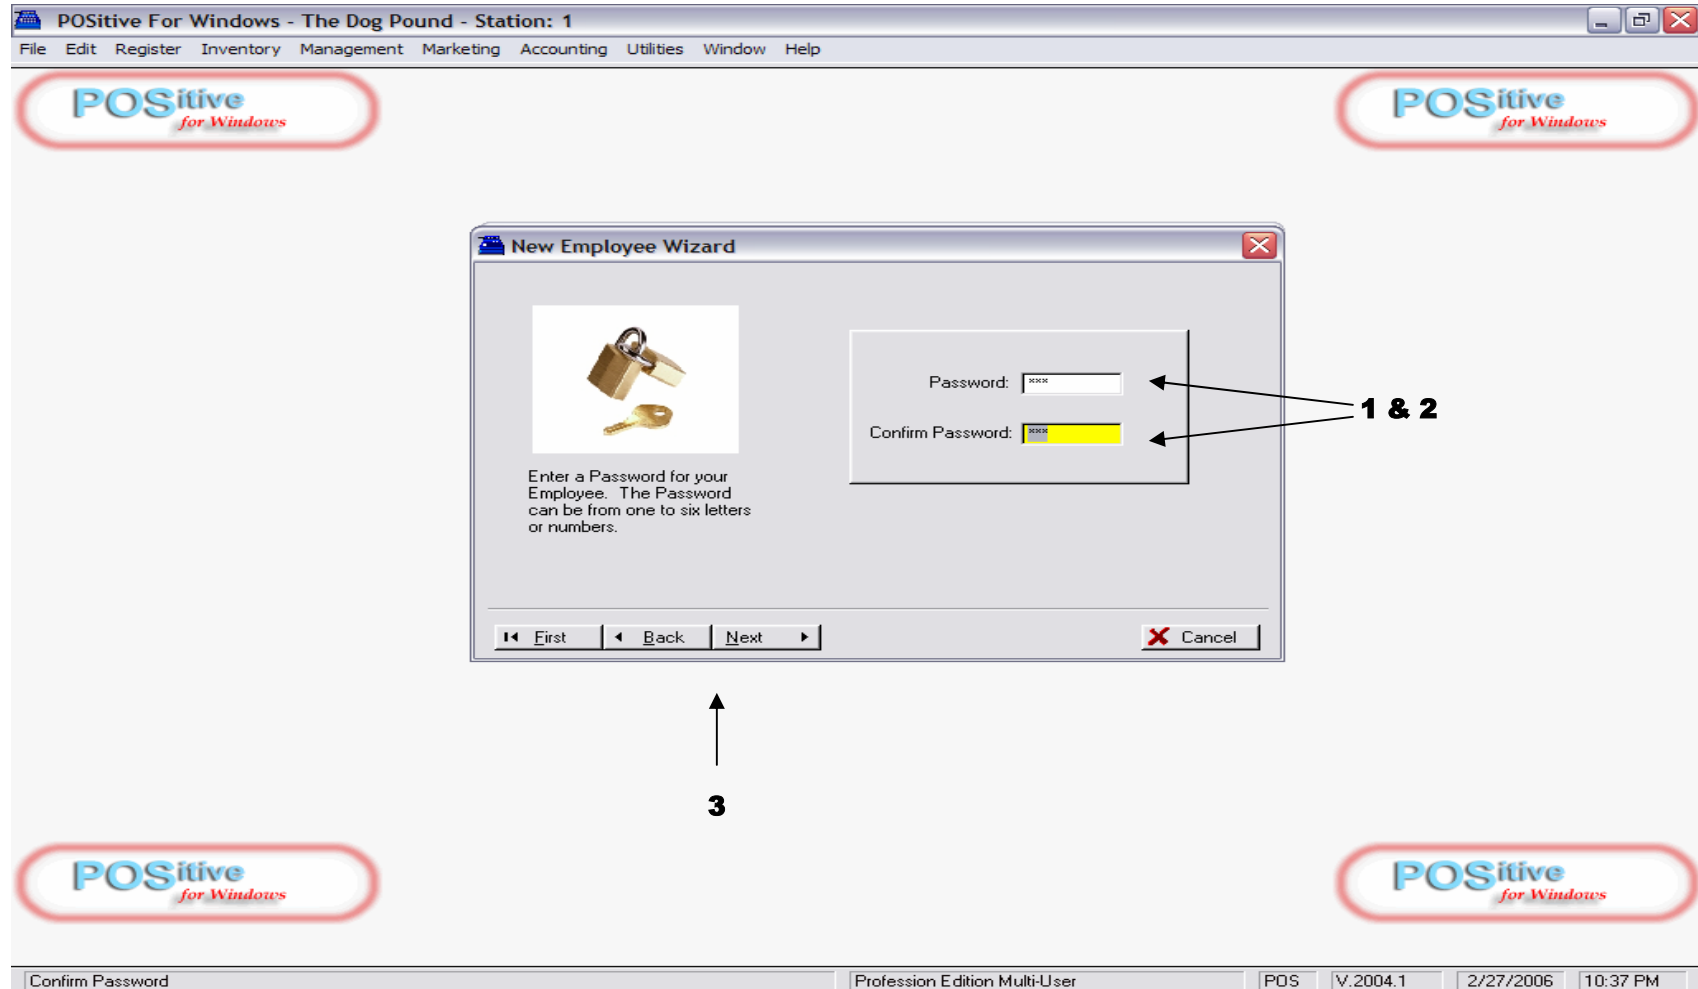 POSitive For Windows - The Dog Pound - Station: 1
File Edit Register Inventory Management Marketing Accounting Utilities Window Help
POSitive
for Windows
POSitive
for Windows
New Employee Wizard
Password: ***
Confirm Password: ***
1 & 2
Enter a Password for your
Employee. The Password
can be from one to six letters
or numbers.
First Back Next Cancel
3
POSitive
for Windows
POSitive
for Windows
Confirm Password Profession Edition Multi-User POS V.2004.1 2/27/2006 10:37 PM